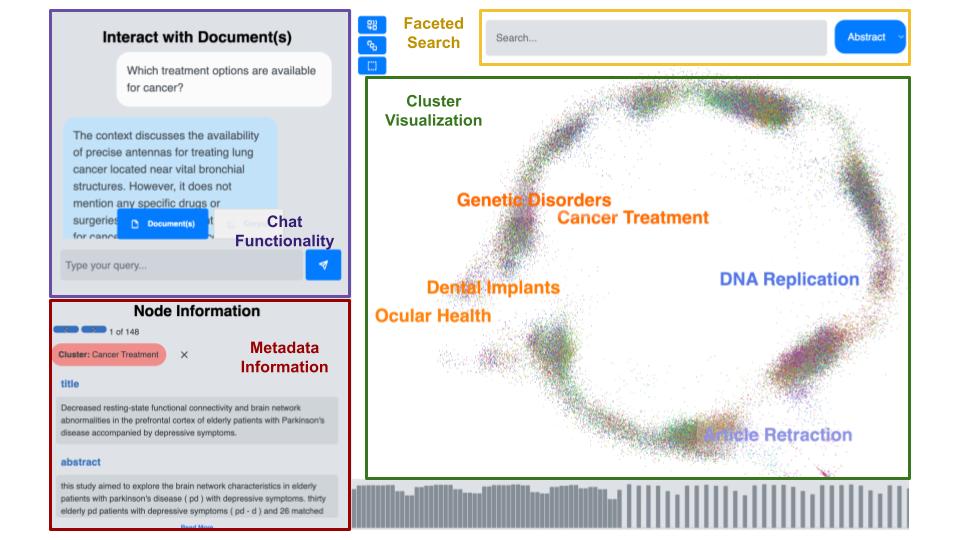 Interact with Document(s)
Which treatment options are available
for cancer?
The context discusses the availability
of precise antennas for treating lung
cancer located near vital bronchial
structures. However, it does not
mention any specific drugs or
surgeries
Document(s)
for cance
Chat
Functionality
Type your query...
Node Information
1 of 148
Cluster: Cancer Treatment ×
Metadata
Information
title
Decreased resting-state functional connectivity and brain network
abnormalities in the prefrontal cortex of elderly patients with Parkinson's
disease accompanied by depressive symptoms.
abstract
this study aimed to explore the brain network characteristics in elderly
patients with parkinson's disease ( pd ) with depressive symptoms. thirty
elderly pd patients with depressive symptoms ( pd - d ) and 26 matched
Read More
Faceted
Search
Search...
Abstract
Cluster
Visualization
Genetic Disorders
Cancer Treatment
DNA Replication
Dental Implants
Ocular Health
Article Retraction